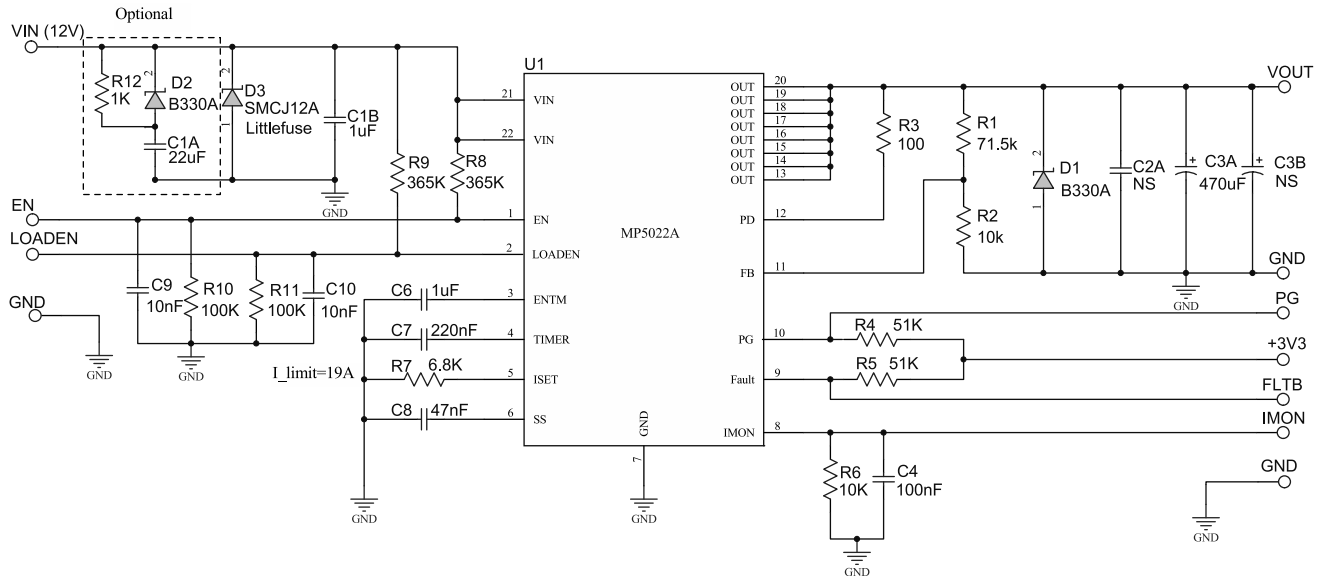 Optional
VIN (12V)
R12
1K
2
D2
B330A
C1A
22uF
2
D3
SMCJ12A
Littlefuse
1
C1B
1uF
GND
R9
365K
R8
365K
EN
LOADEN
GND
GND
C9
10nF
R10
100K
R11
100K
C10
10nF
GND
C6
1uF
C7
220nF
I_limit=19A
R7
6.8K
C8
47nF
GND
U1
MP5022A
21
VIN
22
VIN
1
EN
2
LOADEN
3
ENTM
4
TIMER
5
ISET
6
SS
GND
7
GND
OUT
20
OUT
19
OUT
18
OUT
17
OUT
16
OUT
15
OUT
14
OUT
13
PD
12
FB
11
PG
10
Fault
9
IMON
8
R3
100
R1
71.5k
R2
10k
2
D1
B330A
1
C2A
NS
+
C3A
470uF
+
C3B
NS
GND
VOUT
GND
PG
R4
51K
R5
51K
+3V3
FLTB
IMON
R6
10K
C4
100nF
GND
GND
GND